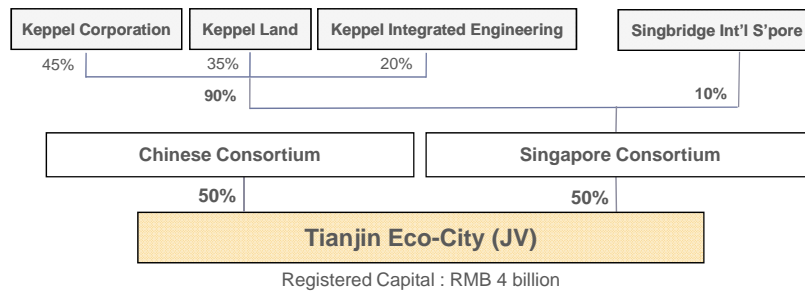 Keppel Corporation
Keppel Land
Keppel Integrated Engineering
Singbridge Int'l S'pore
45%
35%
20%
90%
10%
Chinese Consortium
Singapore Consortium
50%
50%
Tianjin Eco-City (JV)
Registered Capital : RMB 4 billion